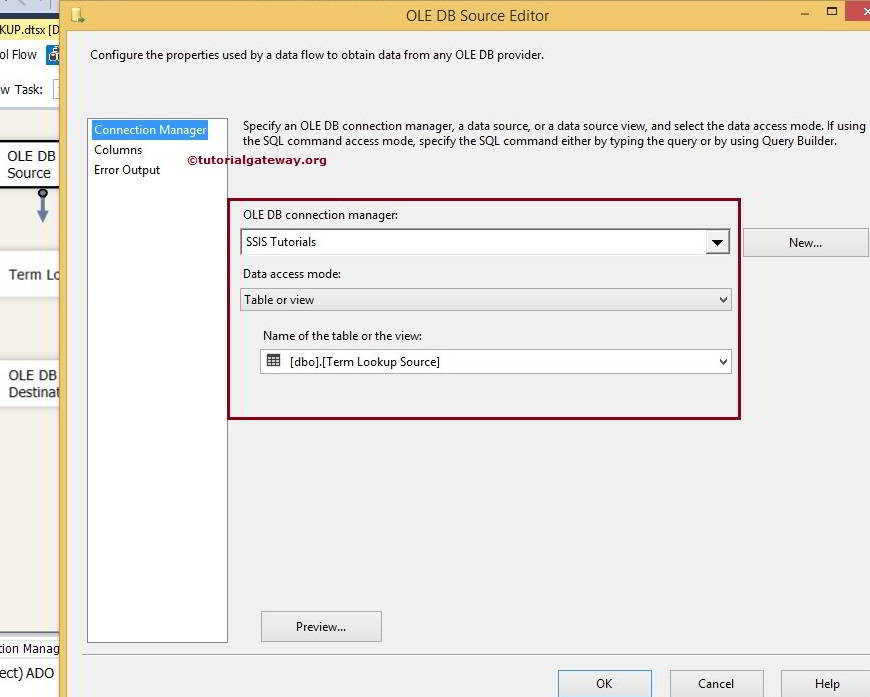 OLE DB Source Editor
KUP.dtsx [D
ol Flow
w Task:
Configure the properties used by a data flow to obtain data from any OLE DB provider.
Connection Manager
Columns
Error Output
Specify an OLE DB connection manager, a data source, or a data source view, and select the data access mode. If using
the SQL command access mode, specify the SQL command either by typing the query or by using Query Builder.
©tutorialgateway.org
OLE DB
Source
OLE DB connection manager:
SSIS Tutorials
New...
Data access mode:
Table or view
Term Lo
Name of the table or the view:
[dbo].[Term Lookup Source]
OLE DB
Destinat
Preview...
tion Manag
ect) ADO
OK
Cancel
Help